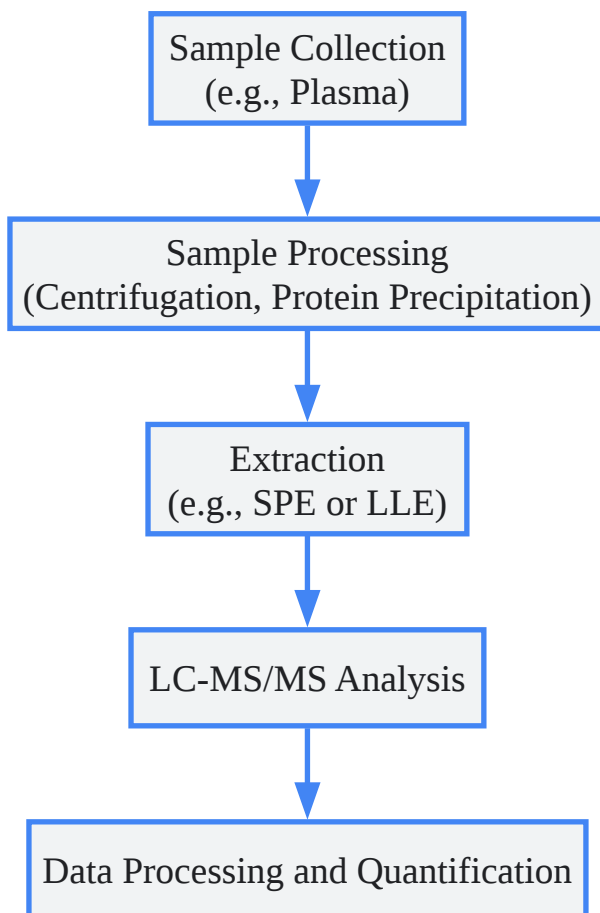 Sample Collection
(e.g., Plasma)
Sample Processing
(Centrifugation, Protein Precipitation)
Extraction
(e.g., SPE or LLE)
LC-MS/MS Analysis
Data Processing and Quantification